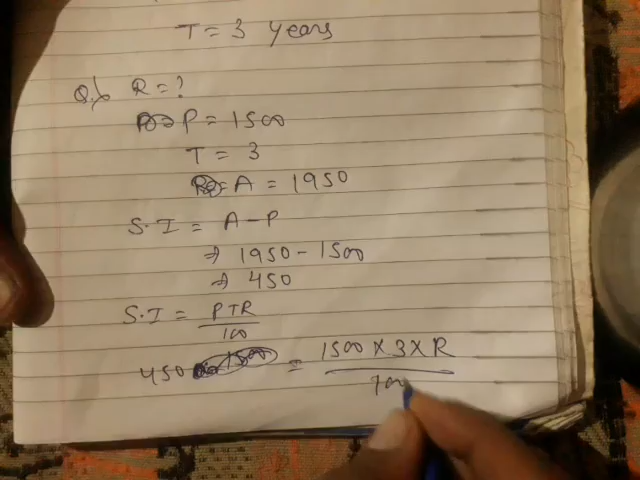 T = 3 years
R = ?
P = 1500
T = 3
A = 1950
S.I = A - P
⇒ 1950 - 1500
⇒ 450
S.I = PTR
100
450 = 1500 × 3 × R
100